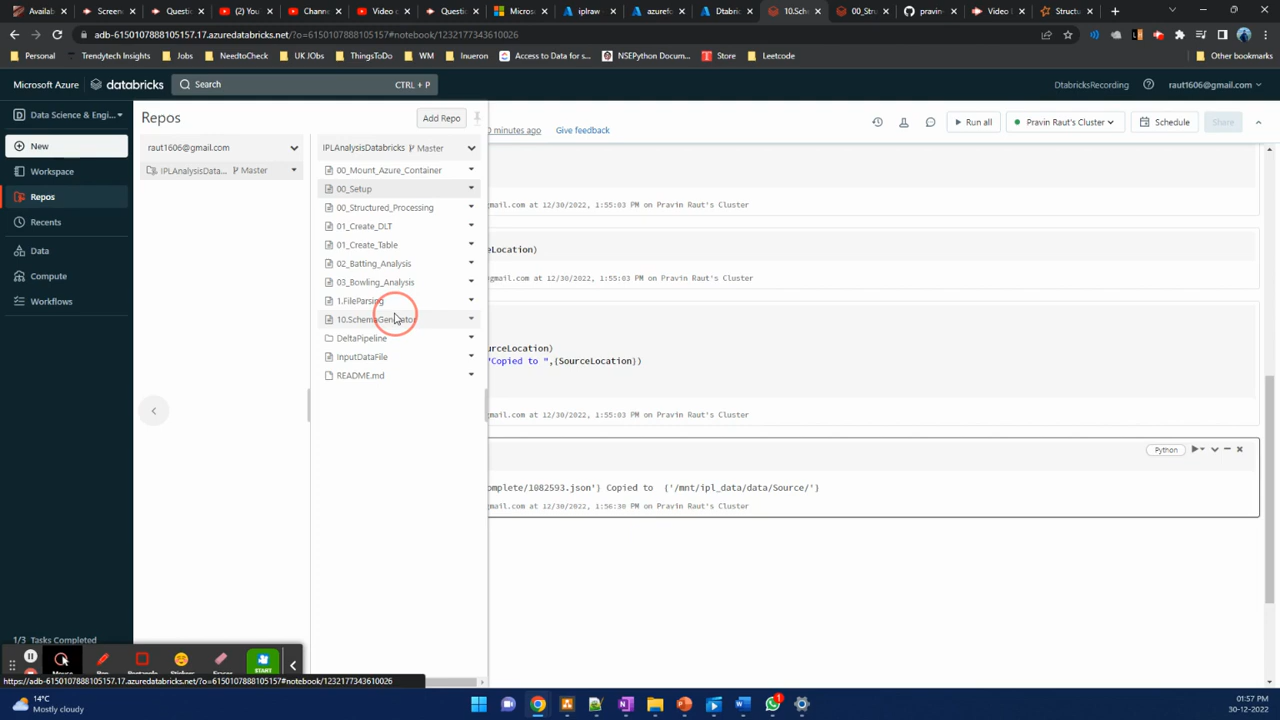 Availab
Screen
Questic
(2) You
Chann
Video c
Questic
Micros
iplraw
azuref
Dtabri
10.Sch
00_Str
pravin
Video l
Structu
adb-6150107888105157.17.azuredatabricks.net/?o=6150107888105157#notebook/1232177343610026
Personal
Trendytech Insights
Jobs
NeedtoCheck
UK JObs
ThingsToDo
WM
Inueron
Access to Data for s...
NSEPython Docum...
Store
Leetcode
Other bookmarks
Microsoft Azure
databricks
Search
CTRL + P
DtabricksRecording
raut1606@gmail.com
Data Science & Engi...
New
Workspace
Repos
Recents
Data
Compute
Workflows
1/3 Tasks Completed
Repos
Add Repo
raut1606@gmail.com
IPLAnalysisData... Master
IPLAnalysisDatabricks Master
00_Mount_Azure_Container
00_Setup
00_Structured_Processing
01_Create_DLT
01_Create_Table
02_Batting_Analysis
03_Bowling_Analysis
1.FileParsing
10.SchemaGenerator
DeltaPipeline
InputDataFile
README.md
0 minutes ago
Give feedback
Run all
Pravin Raut's Cluster
Schedule
Share
gmail.com at 12/30/2022, 1:55:03 PM on Pravin Raut's Cluster
eLocation)
gmail.com at 12/30/2022, 1:55:03 PM on Pravin Raut's Cluster
urceLocation)
"Copied to ",(SourceLocation))
gmail.com at 12/30/2022, 1:55:03 PM on Pravin Raut's Cluster
Python
omplete/1082593.json') Copied to ('/mnt/ipl_data/data/Source/')
gmail.com at 12/30/2022, 1:56:30 PM on Pravin Raut's Cluster
START
https://adb-6150107888105157.17.azuredatabricks.net/?o=6150107888105157#notebook/1232177343610026
14°C
Mostly cloudy
01:57
30-12-2022